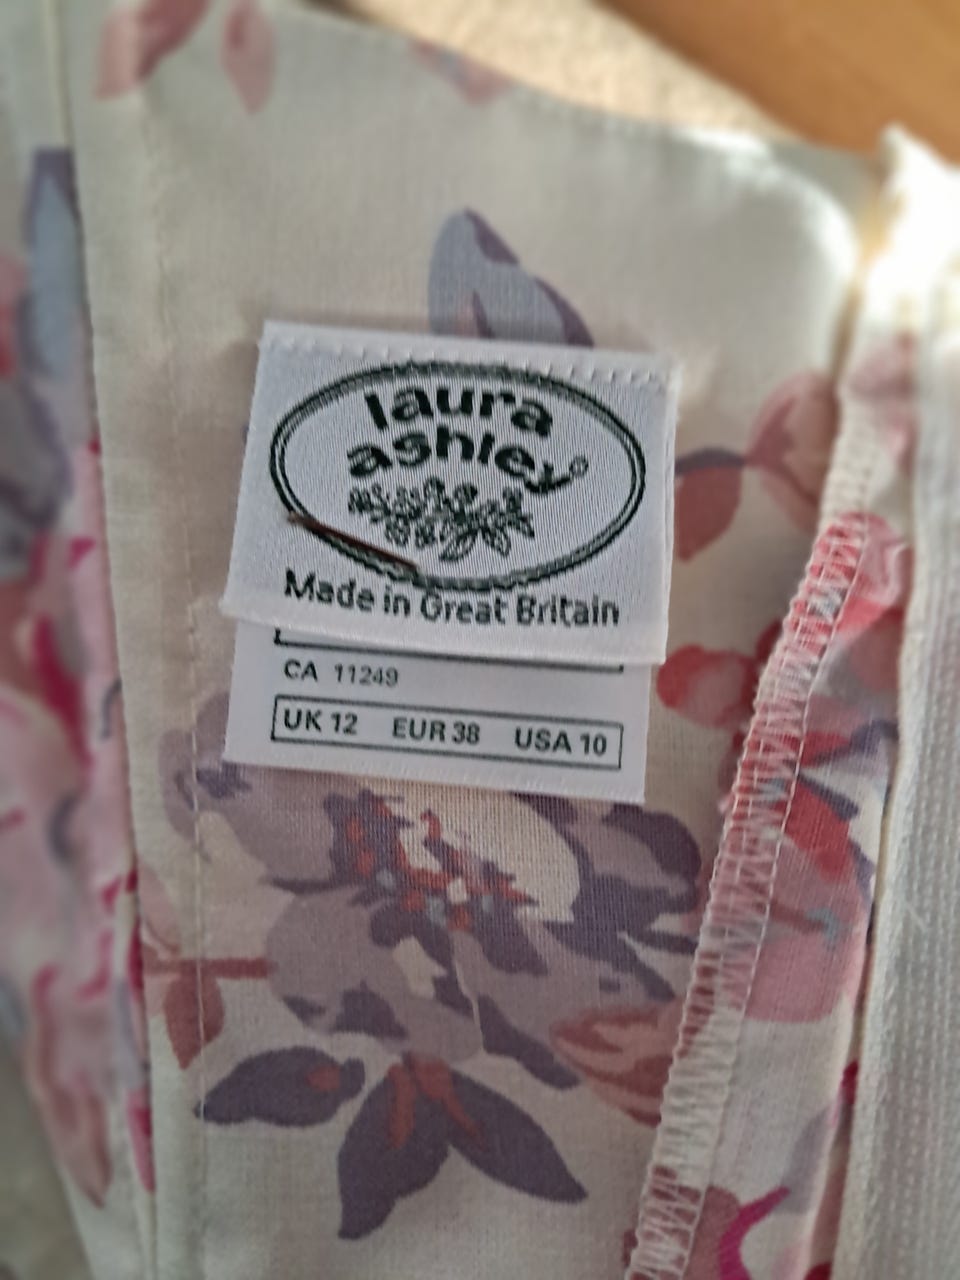 laura
ashley
Made in Great Britain
CA 11249
UK 12 EUR 38 USA 10